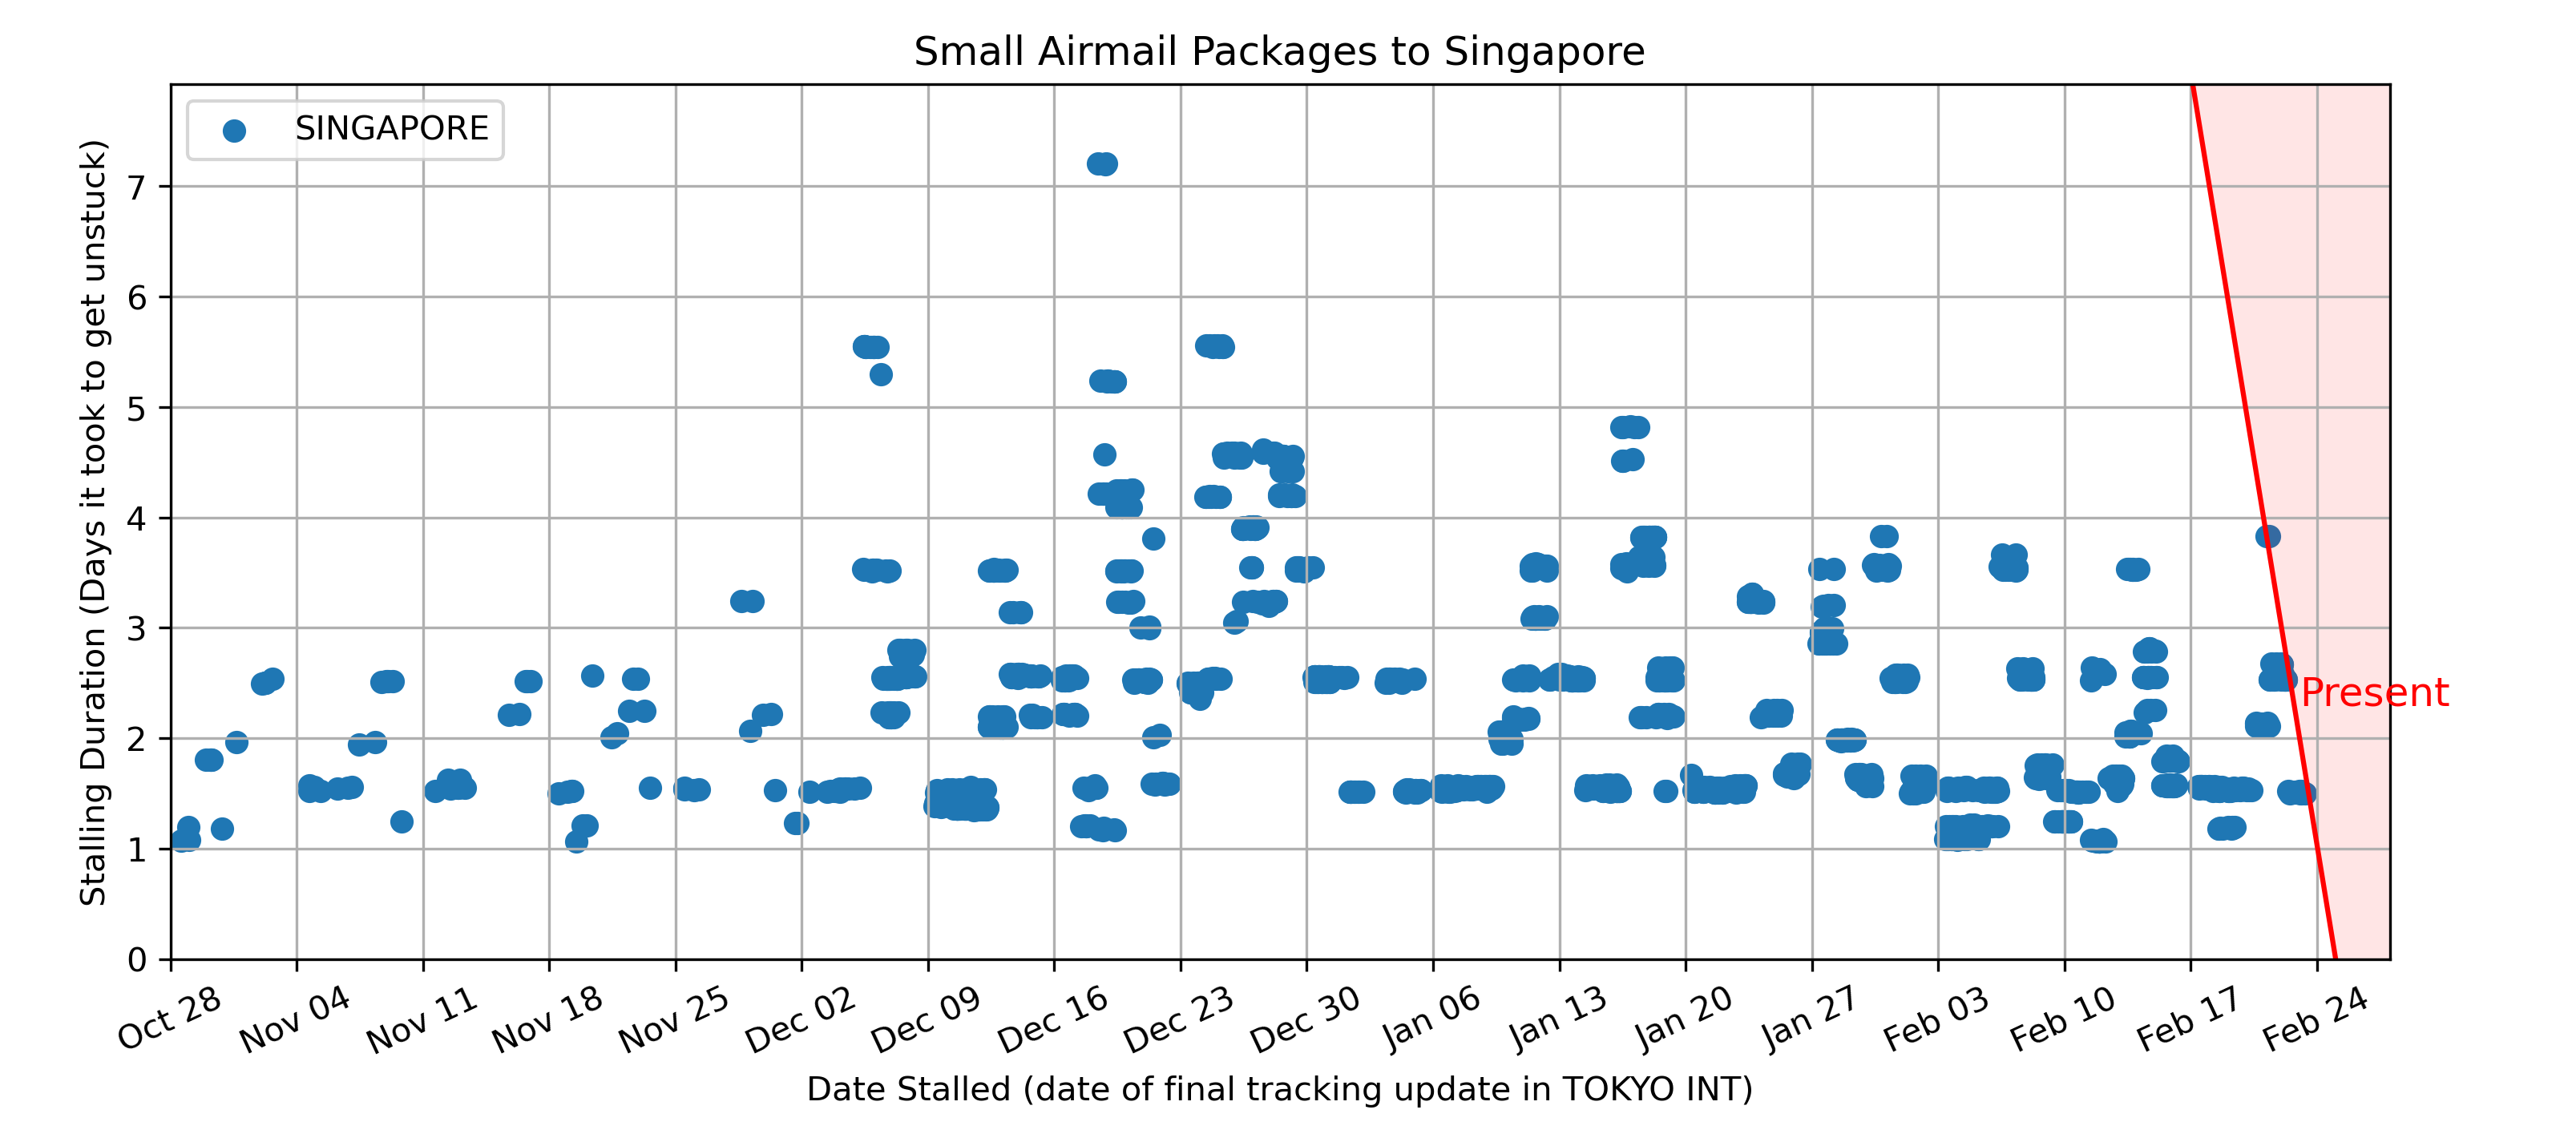 Small Airmail Packages to Singapore
SINGAPORE
Stalling Duration (Days it took to get unstuck)
7
6
5
4
3
2
1
0
Present
Oct 28 Nov 04 Nov 11 Nov 18 Nov 25 Dec 02 Dec 09 Dec 16 Dec 23 Dec 30 Jan 06 Jan 13 Jan 20 Jan 27 Feb 03 Feb 10 Feb 17 Feb 24
Date Stalled (date of final tracking update in TOKYO INT)